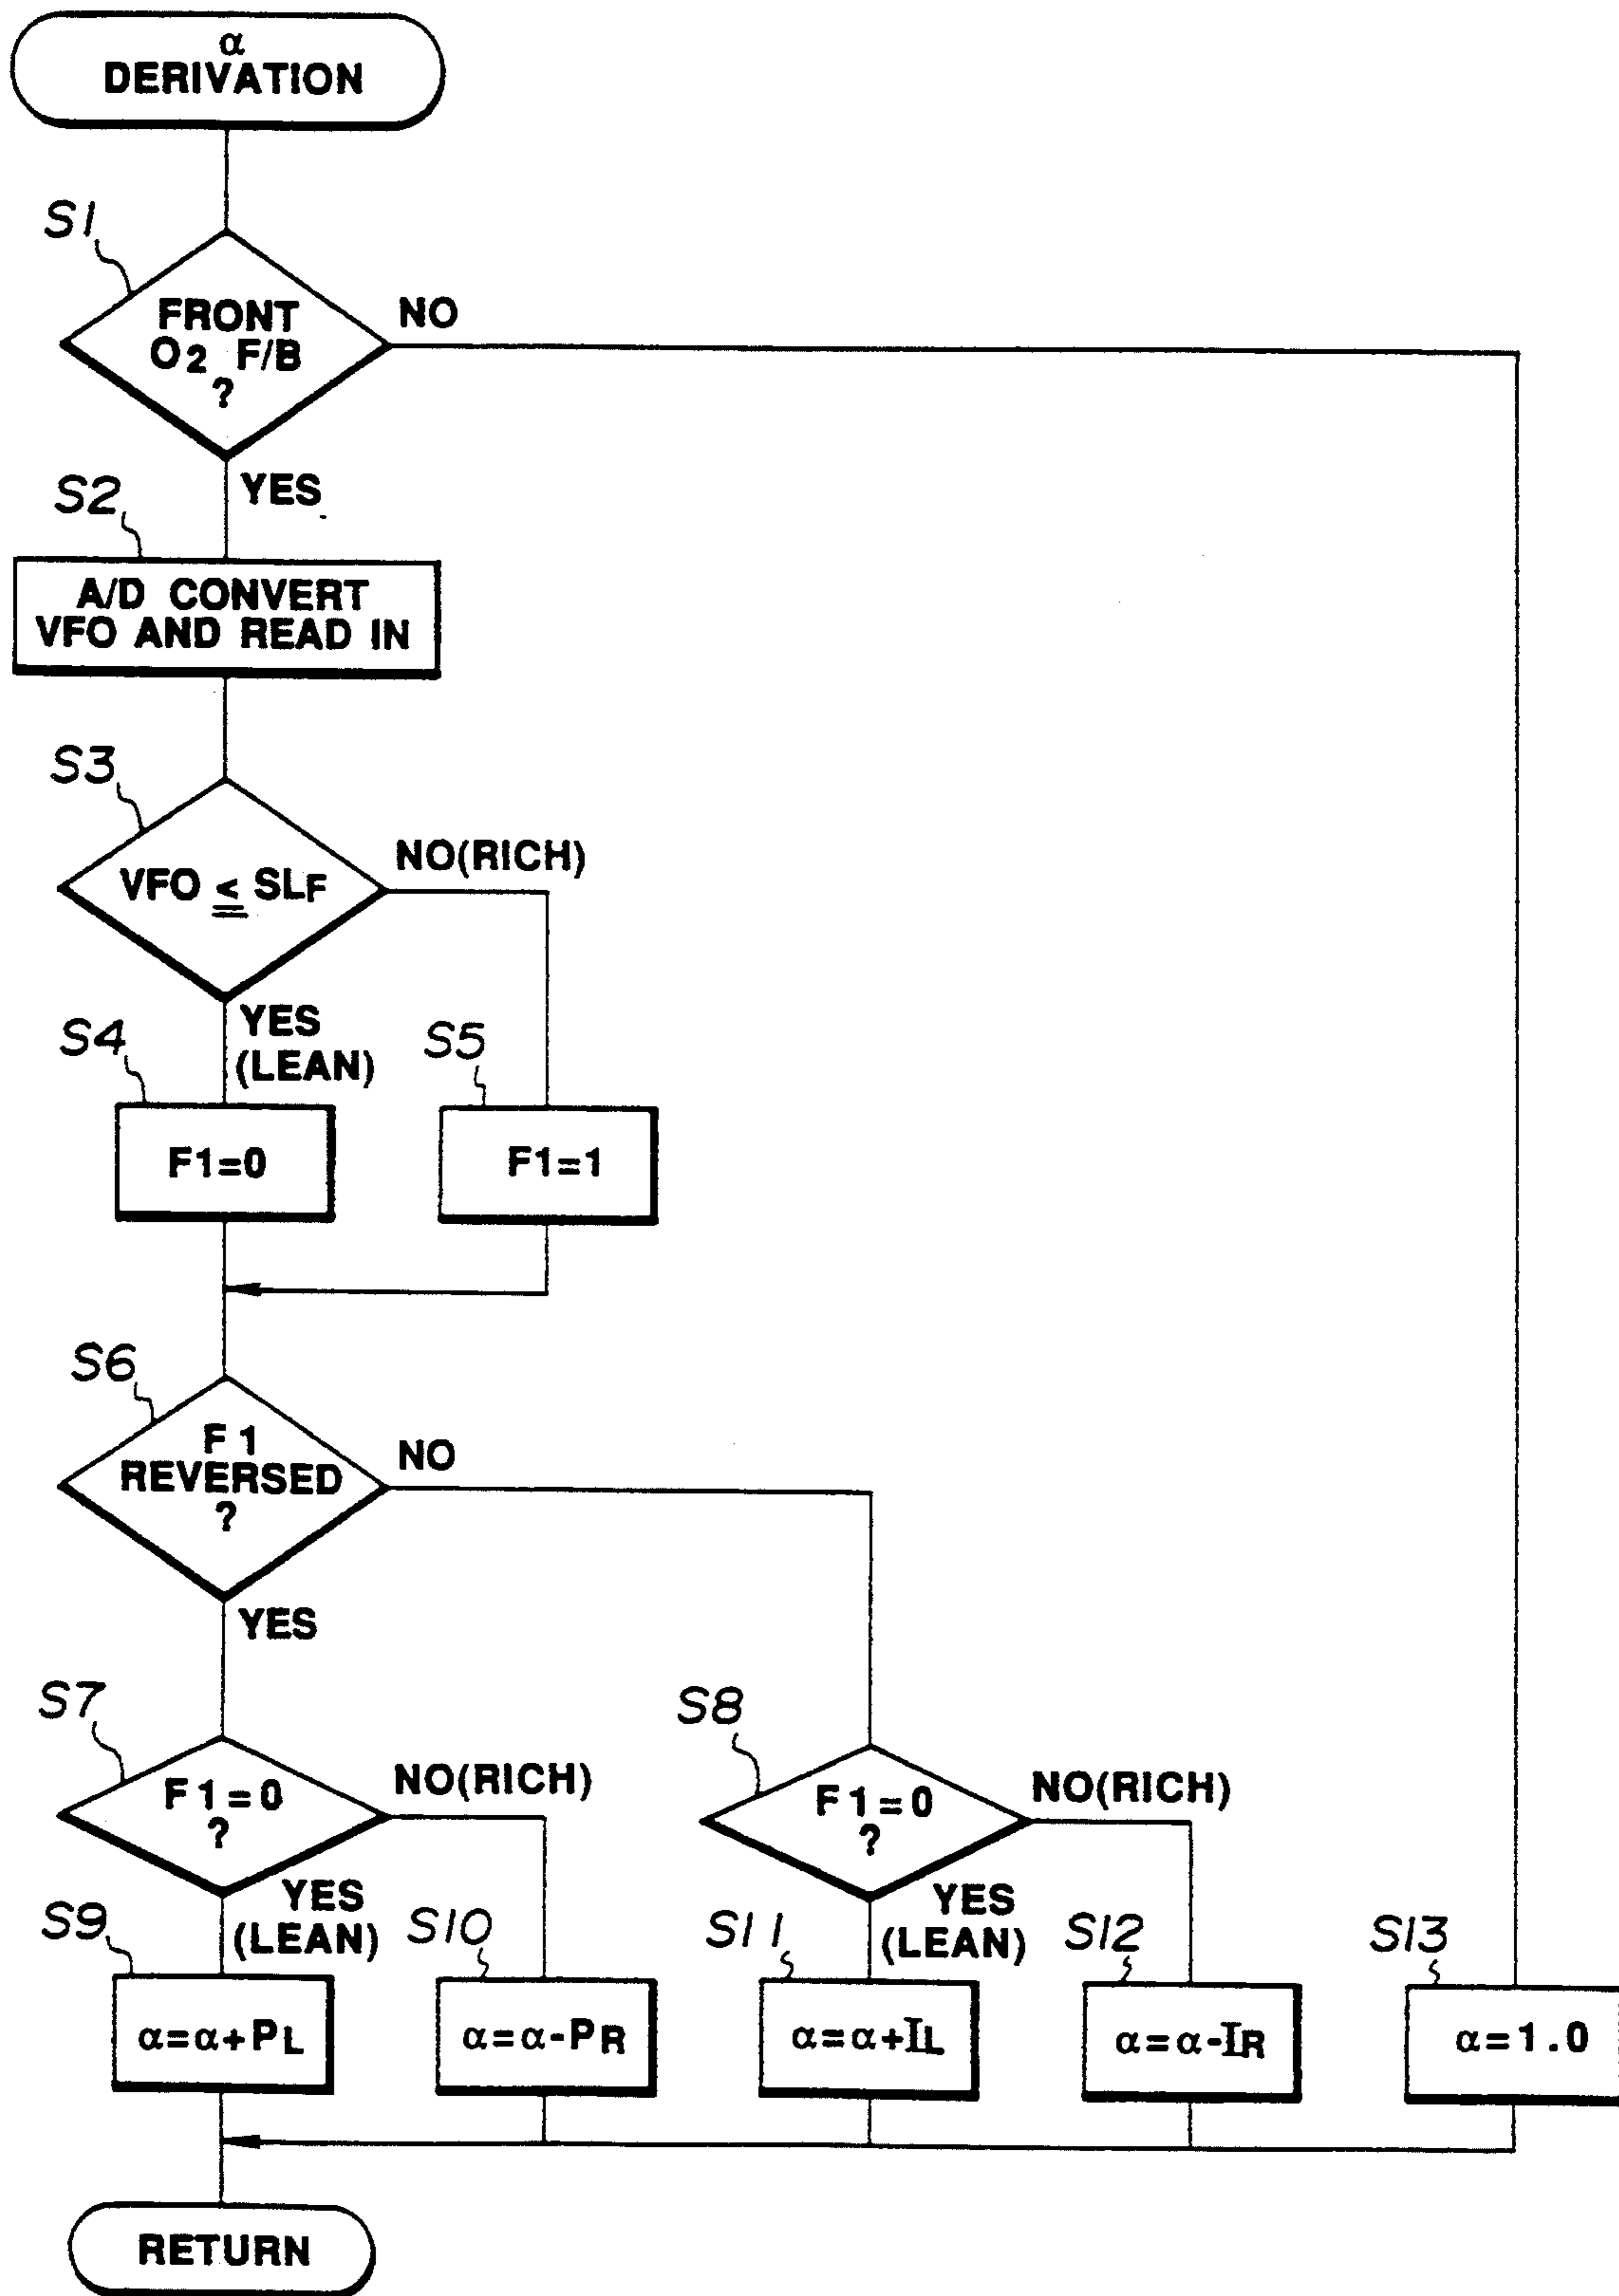 α
DERIVATION
S1
FRONT
O2 F/B
?
NO
YES
S2
A/D CONVERT
VFO AND READ IN
S3
VFO ≦ SLF
NO(RICH)
YES
(LEAN)
S4
F1=0
S5
F1=1
S6
F1
REVERSED
?
NO
YES
S7
F1=0
?
NO(RICH)
YES
(LEAN)
S8
F1=0
?
NO(RICH)
YES
(LEAN)
S9
α=α+PL
S10
α=α-PR
S11
α=α+IL
S12
α=α-IR
S13
α=1.0
RETURN